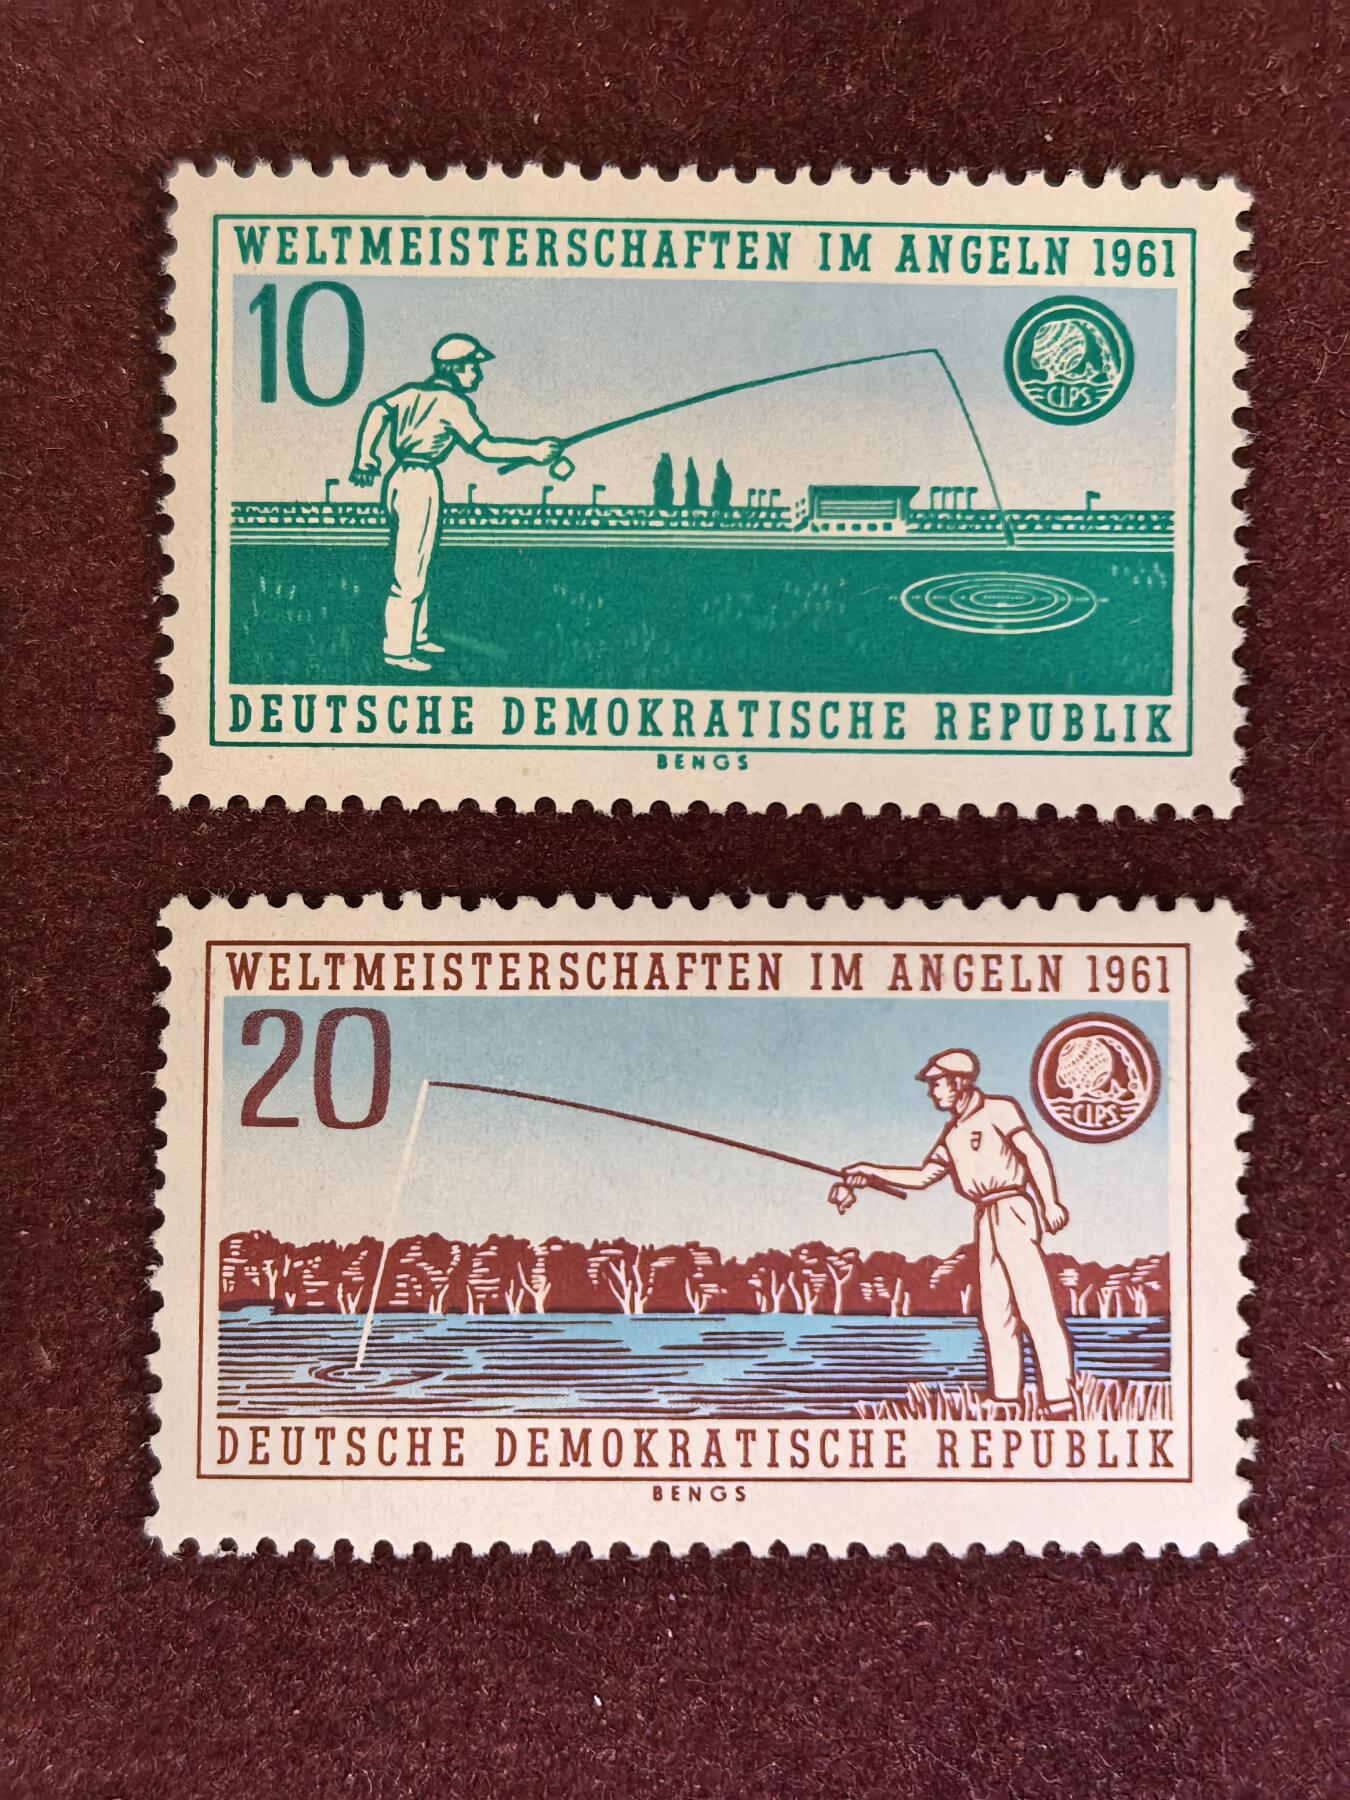 WELTMEISTERSCHAFTEN IM ANGELN 1961
10
CIPS
DEUTSCHE DEMOKRATISCHE REPUBLIK
BENGS
WELTMEISTERSCHAFTEN IM ANGELN 1961
20
CIPS
DEUTSCHE DEMOKRATISCHE REPUBLIK
BENGS